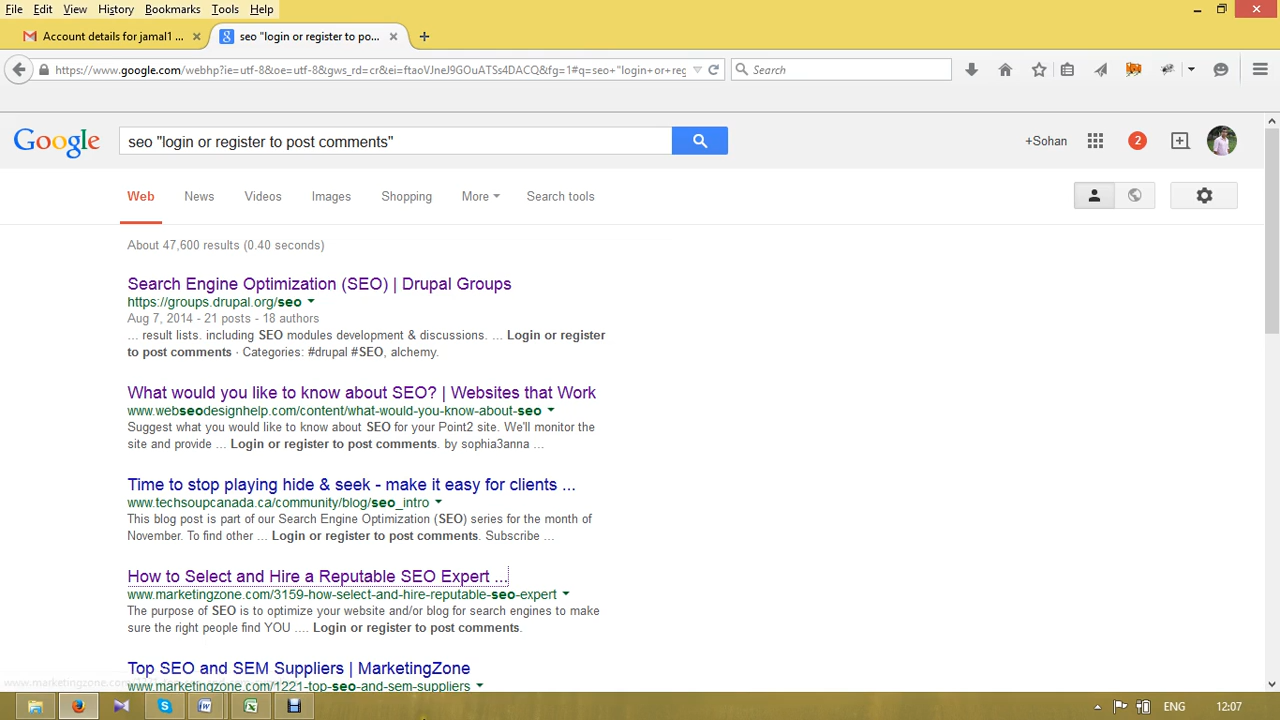 File Edit View History Bookmarks Tools Help
Account details for jamal1 ... × seo "login or register to po... ×
https://www.google.com/webhp?ie=utf-8&oe=utf-8&gws_rd=cr&ei=ftaoVJneJ9GOuATSs4DACQ&fg=1#q=seo+"login+or+reg Search
Google seo "login or register to post comments" +Sohan 2
Web News Videos Images Shopping More Search tools
About 47,600 results (0.40 seconds)
Search Engine Optimization (SEO) | Drupal Groups
https://groups.drupal.org/seo
Aug 7, 2014 - 21 posts - 18 authors
... result lists. including SEO modules development & discussions. ... Login or register
to post comments · Categories: #drupal #SEO, alchemy.
What would you like to know about SEO? | Websites that Work
www.webseodesignhelp.com/content/what-would-you-know-about-seo
Suggest what you would like to know about SEO for your Point2 site. We'll monitor the
site and provide ... Login or register to post comments. by sophia3anna ...
Time to stop playing hide & seek - make it easy for clients ...
www.techsoupcanada.ca/community/blog/seo_intro
This blog post is part of our Search Engine Optimization (SEO) series for the month of
November. To find other ... Login or register to post comments. Subscribe ...
How to Select and Hire a Reputable SEO Expert ...
www.marketingzone.com/3159-how-select-and-hire-reputable-seo-expert
The purpose of SEO is to optimize your website and/or blog for search engines to make
sure the right people find YOU .... Login or register to post comments.
Top SEO and SEM Suppliers | MarketingZone
www.marketingzone.com/1221-top-seo-and-sem-suppliers
ENG 12:07